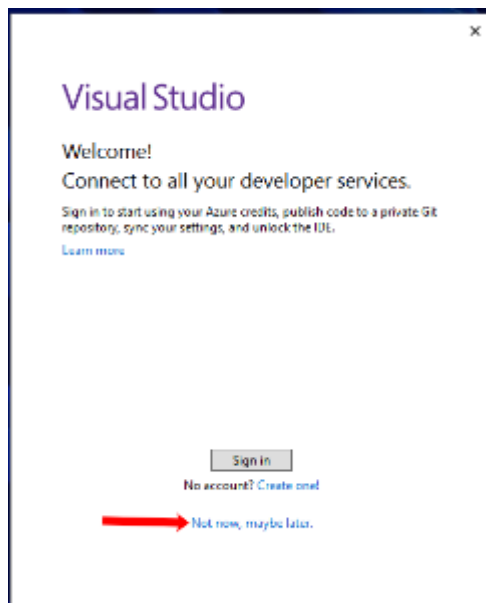 Visual Studio
Welcome!
Connect to all your developer services.
Sign in to start using your Azure credits, publish code to a private Git
repository, sync your settings, and unlock the IDE.
Learn more
Sign in
No account? Create one!
Not now, maybe later.